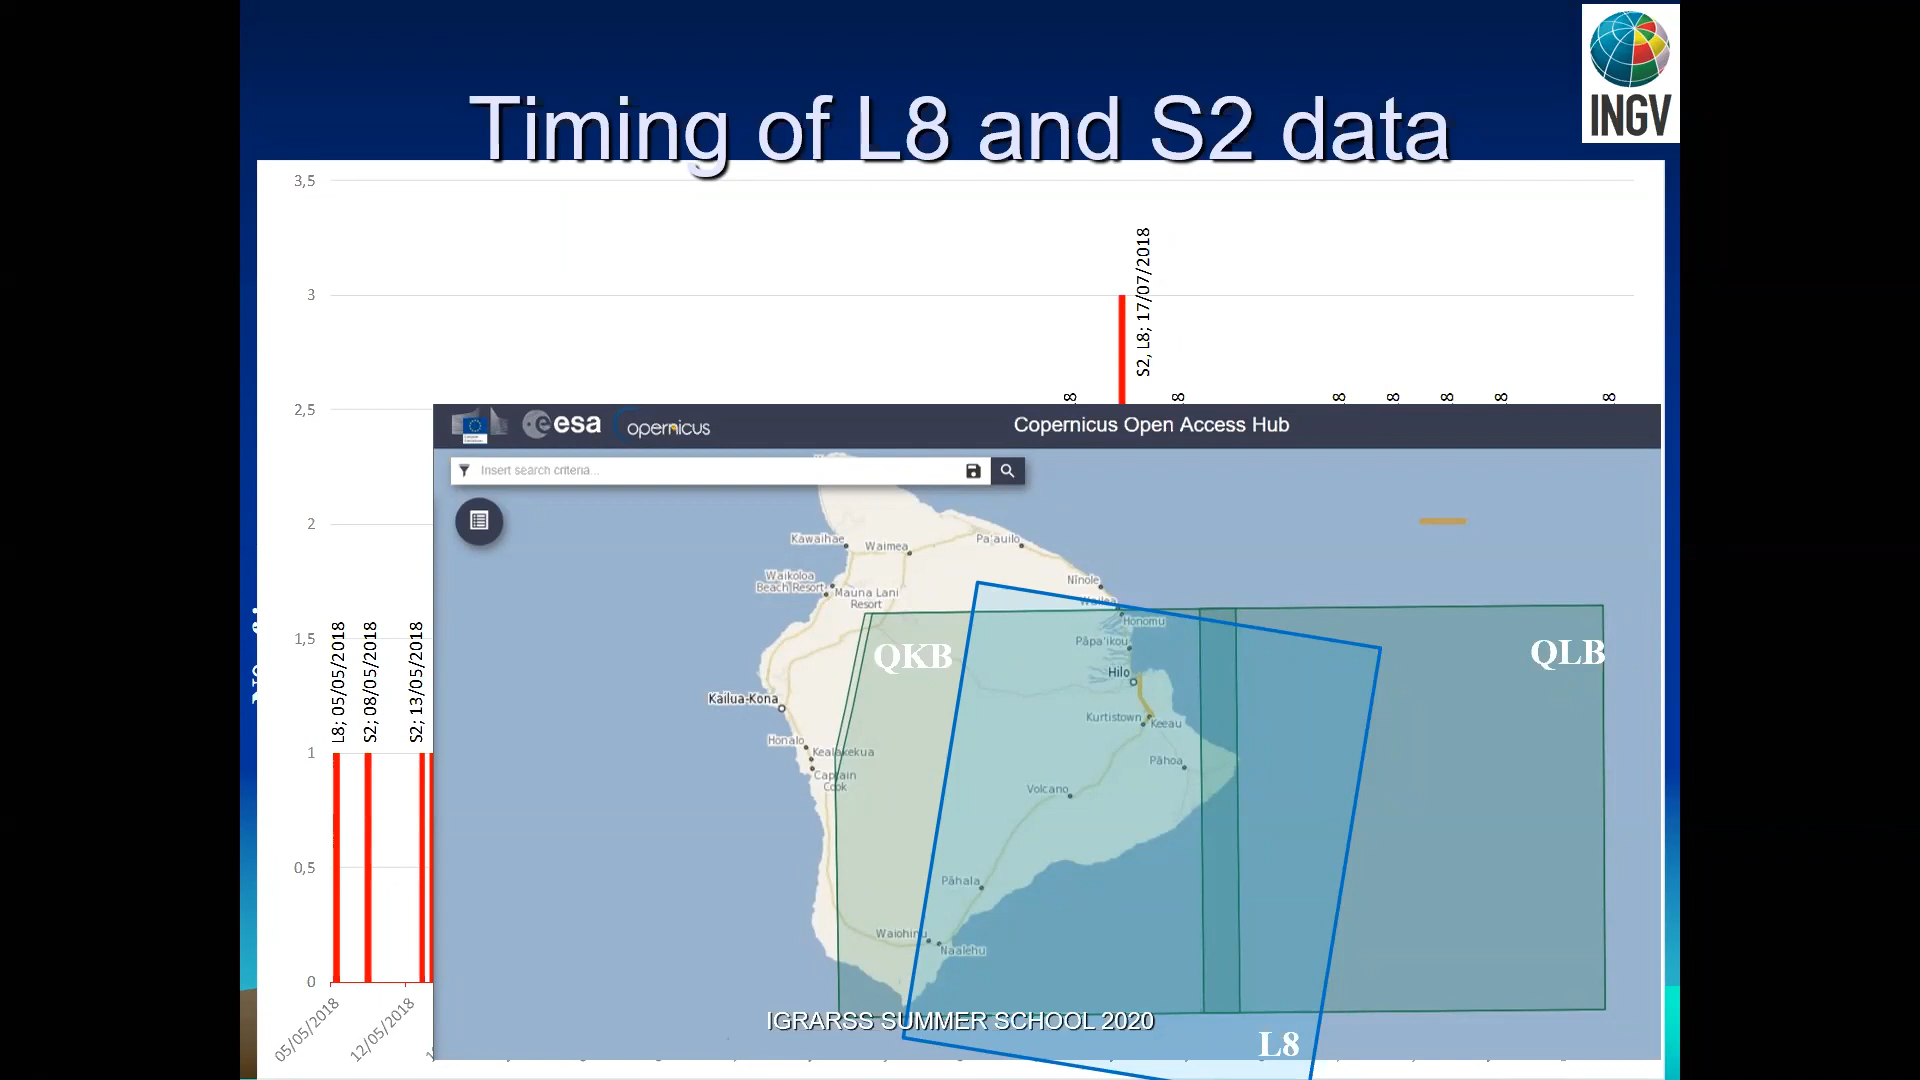 Timing of L8 and S2 data
INGV
3,5
3
2,5
2
1,5
1
0,5
0
S2, L8; 17/07/2018
L8; 05/05/2018
S2; 08/05/2018
S2; 13/05/2018
05/05/2018
12/05/2018
esa
opernicus
Copernicus Open Access Hub
Insert search criteria...
Kawaihae
Waimea
Pa'auilo
Waikoloa
Beach Resort
Mauna Lani
Resort
Ninole
Wailea
Honomu
Pāpa'ikou
Hilo
QKB
QLB
Kailua-Kona
Kurtistown
Keeau
Honalo
Kealakekua
Captain
Cook
Pāhoa
Volcano
Pāhala
Waiohinu
Naalehu
IGRARSS SUMMER SCHOOL 2020
L8